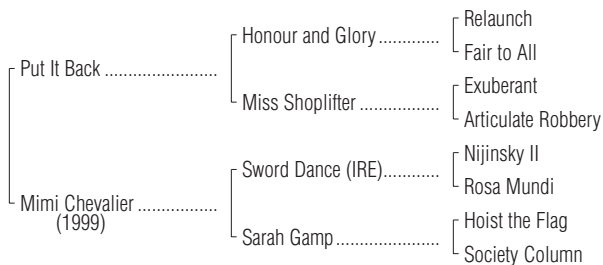 Relaunch
Honour and Glory .............
Fair to All
Put It Back ........................
Exuberant
Miss Shoplifter .................
Articulate Robbery
Nijinsky II
Sword Dance (IRE)............
Rosa Mundi
Mimi Chevalier .................
(1999)
Hoist the Flag
Sarah Gamp ......................
Society Column